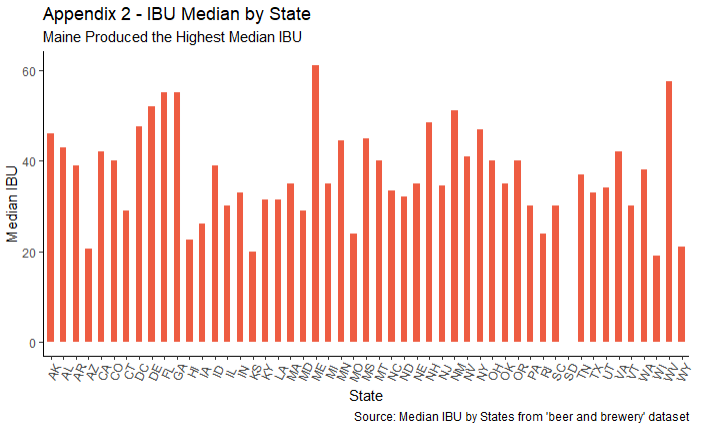 Appendix 2 - IBU Median by State
Maine Produced the Highest Median IBU
Median IBU
60
40
20
0
AK AL AR AZ CA CO CT DC DE FL GA HI IA ID IL IN KS KY LA MA MD ME MI MN MO MS MT NC ND NE NH NJ NM NV NY OH OK OR PA RI SC SD TN TX UT VA VT WA WI WV WY
State
Source: Median IBU by States from 'beer and brewery' dataset